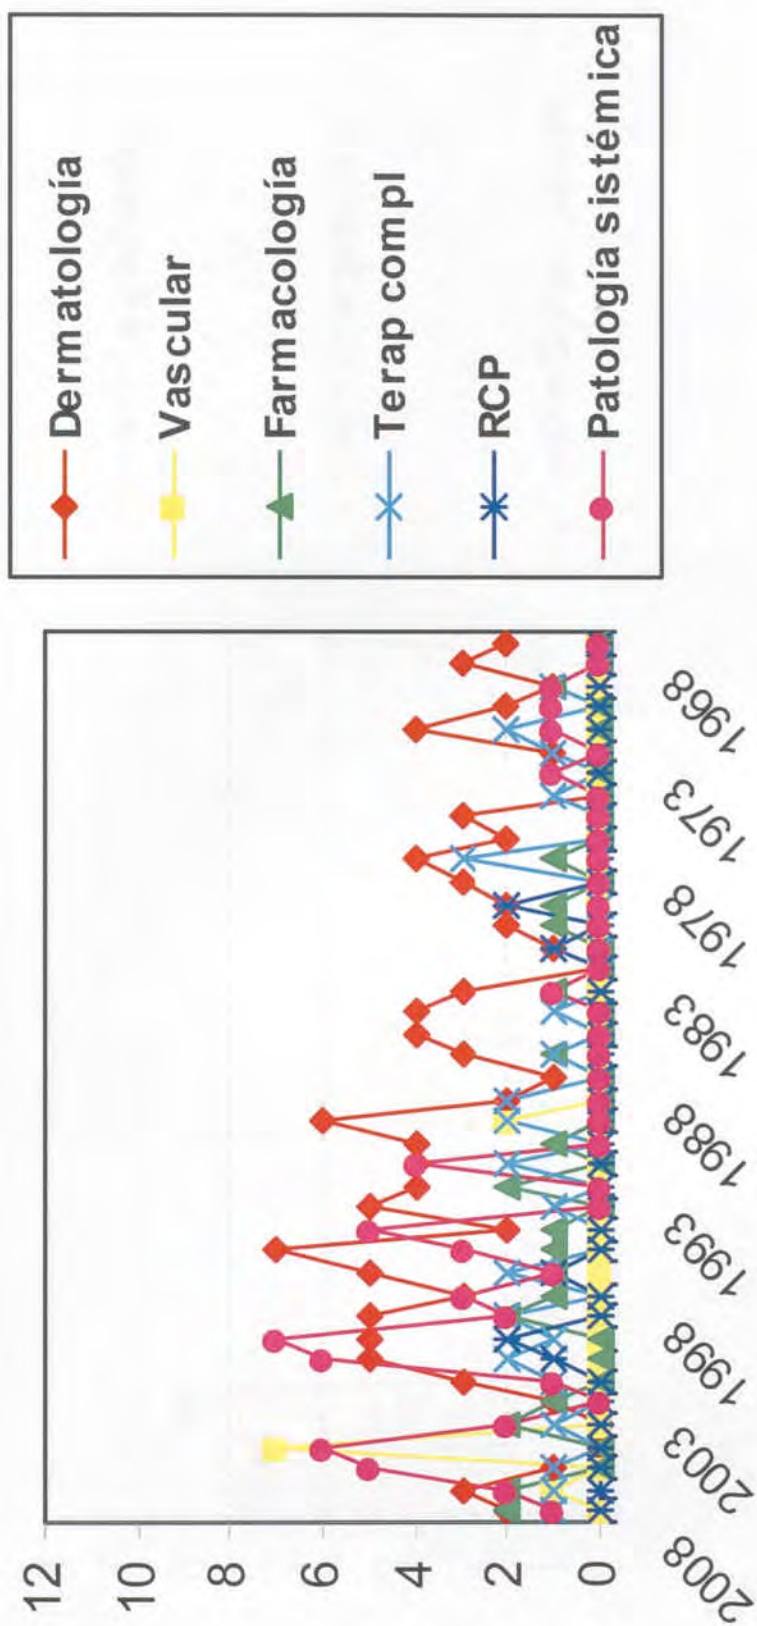 Dermatología
Vascular
Farmacología
Terap compl
RCP
Patología sistémica
12
10
8
6
4
2
0
2008
2003
1998
1993
1988
1983
1978
1973
1968